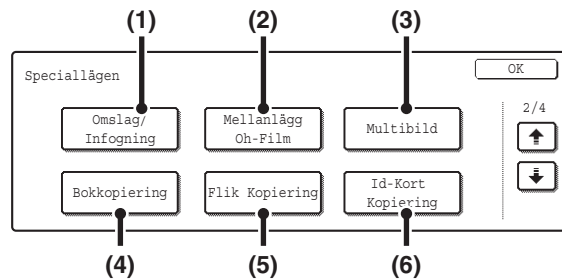 (1) (2) (3)
Speciallägen OK
Omslag/
Infogning
Mellanlägg
Oh-Film
Multibild
2/4
Bokkopiering
Flik Kopiering
Id-Kort
Kopiering
(4) (5) (6)